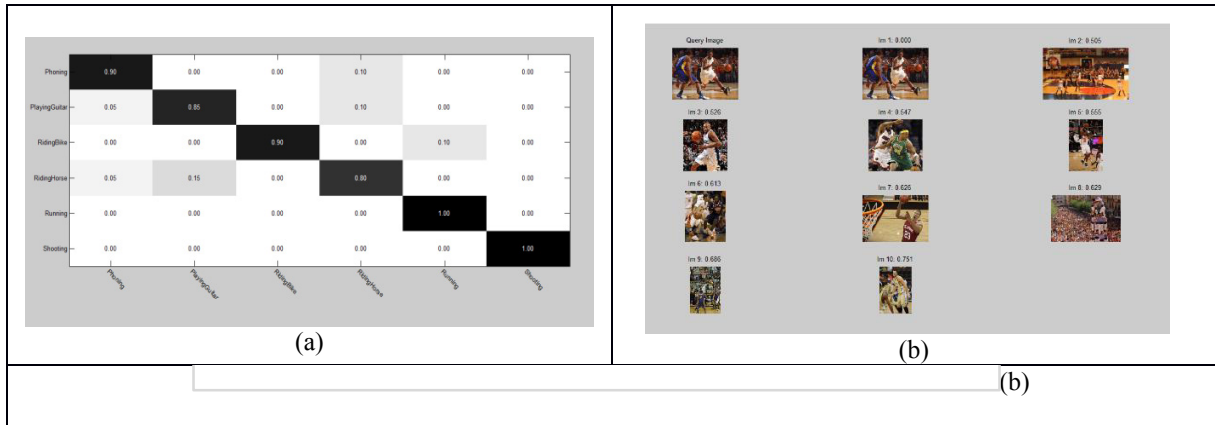 Phoning 0.90 0.00 0.00 0.10 0.00 0.00
PlayingGuitar 0.05 0.85 0.00 0.10 0.00 0.00
RidingBike 0.00 0.00 0.90 0.00 0.10 0.00
RidingHorse 0.05 0.15 0.00 0.80 0.00 0.00
Running 0.00 0.00 0.00 0.00 1.00 0.00
Shooting 0.00 0.00 0.00 0.00 0.00 1.00
Phoning PlayingGuitar RidingBike RidingHorse Running Shooting
(a)
Query Image Im 1: 0.000 Im 2: 0.505
Im 3: 0.526 Im 4: 0.547 Im 5: 0.555
Im 6: 0.613 Im 7: 0.626 Im 8: 0.629
Im 9: 0.686 Im 10: 0.751
(b)
(b)